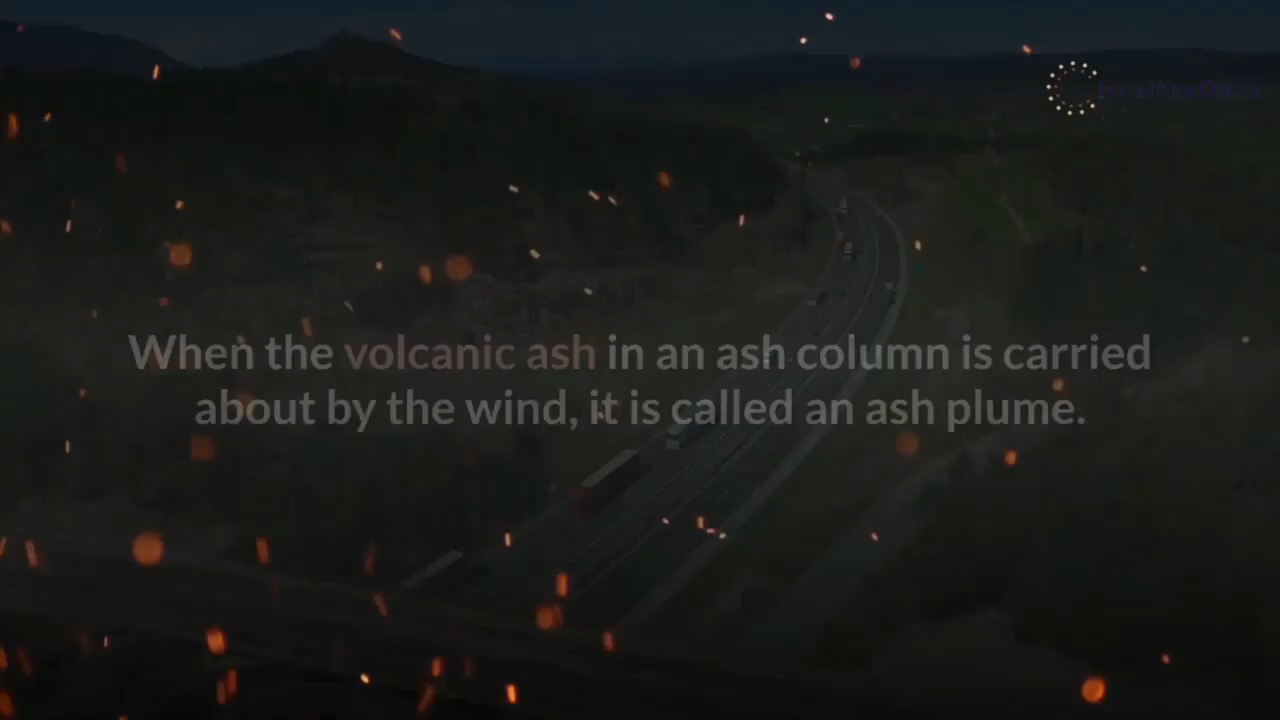 When the volcanic ash in an ash column is carried
about by the wind, it is called an ash plume.